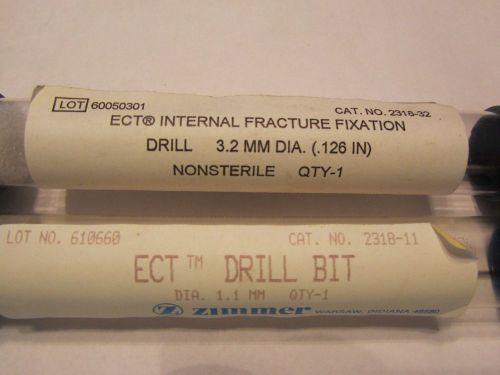 LOT 60050301 CAT. NO. 2318-32
ECT® INTERNAL FRACTURE FIXATION
DRILL 3.2 MM DIA. (.126 IN)
NONSTERILE QTY-1
LOT NO. 610660 CAT. NO. 2318-11
ECT™ DRILL BIT
DIA. 1.1 MM QTY-1
Z zimmer WARSAW, INDIANA 46580